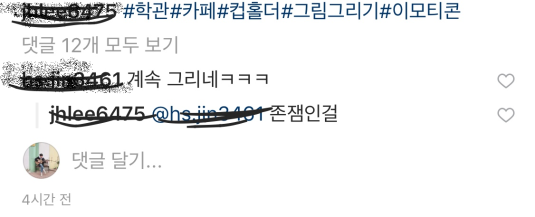 #학관#카페#컵홀더#그림그리기#이모티콘
댓글 12개 모두 보기
계속 그리네ㅋㅋㅋ
존잼인걸
댓글 달기...
4시간 전